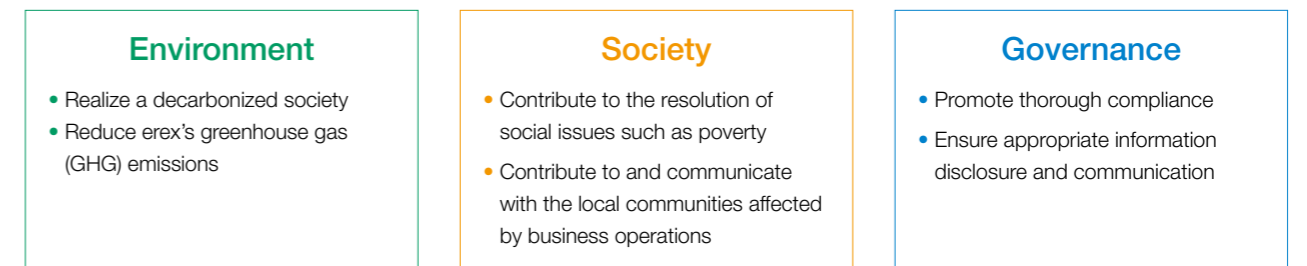 Environment
• Realize a decarbonized society
• Reduce erex's greenhouse gas
(GHG) emissions
Society
• Contribute to the resolution of
social issues such as poverty
• Contribute to and communicate
with the local communities affected
by business operations
Governance
• Promote thorough compliance
• Ensure appropriate information
disclosure and communication